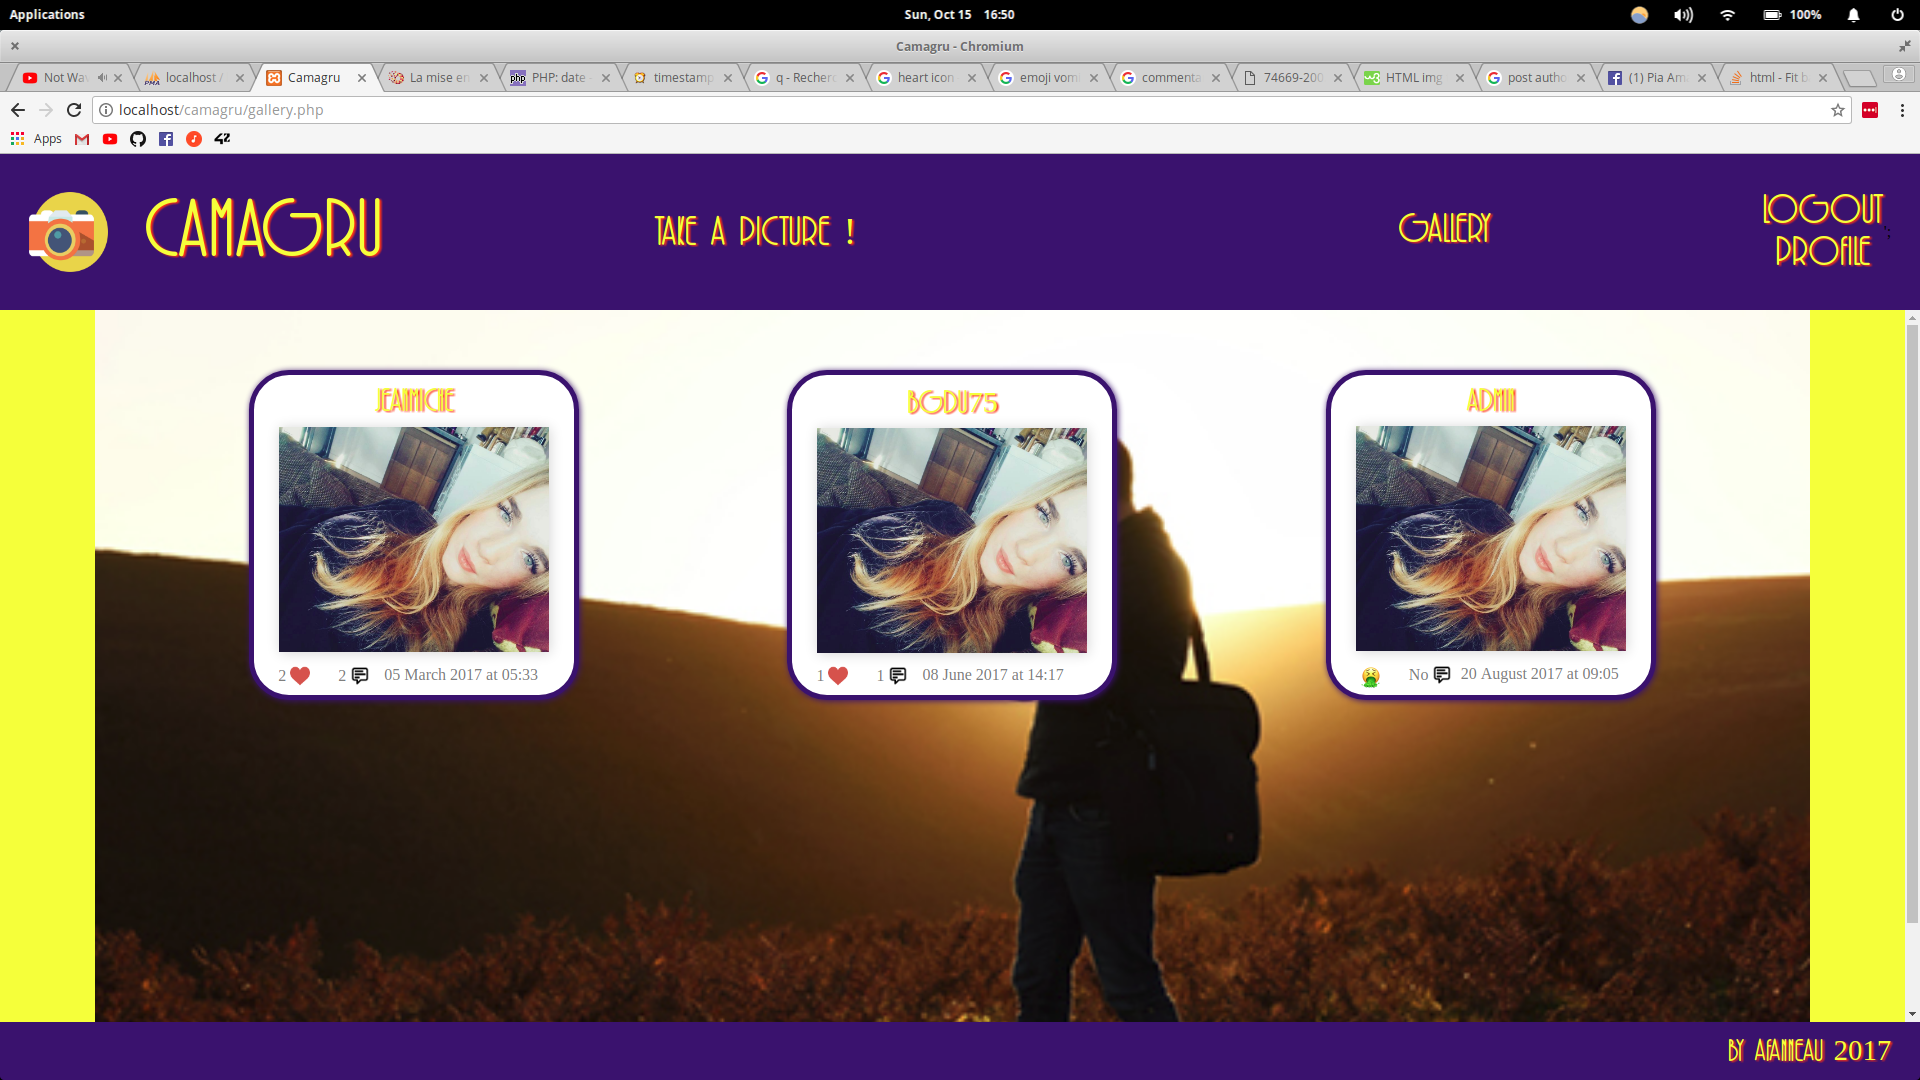 Applications
Sun, Oct 15 16:50
100%
Camagru - Chromium
Not Wa
localhost /
Camagru
La mise en
PHP: date
timestamp
q - Recher
heart icon
emoji vom
commenta
74669-200
HTML img
post autho
(1) Pia Am
html - Fit b
localhost/camagru/gallery.php
Apps
CAMAGRU
TAKE A PICTURE !
GALLERY
LOGOUT
PROFILE
JEANMICHE
BGDU75
ADMIN
2 2 05 March 2017 at 05:33
1 1 08 June 2017 at 14:17
No 20 August 2017 at 09:05
BY AFANNEAU 2017